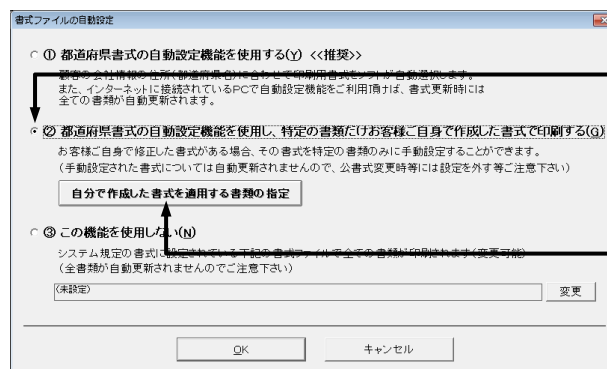 書式ファイルの自動設定
① 都道府県書式の自動設定機能を使用する(Y) <<推奨>>
顧客の会社情報の住所(都道府県名)に合わせて印刷用書式をソフトが自動選択します。
また、インターネットに接続されているPCで自動設定機能をご利用頂ければ、書式更新時には
全ての書類が自動更新されます。
② 都道府県書式の自動設定機能を使用し、特定の書類だけお客様ご自身で作成した書式で印刷する(G)
お客様ご自身で修正した書式がある場合、その書式を特定の書類のみに手動設定することができます。
(手動設定された書式については自動更新されませんので、公書式変更時等には設定を外す等ご注意下さい)
自分で作成した書式を適用する書類の指定
③ この機能を使用しない(N)
システム規定の書式に設定されている下記の書式ファイルで全ての書類が印刷されます(変更可能)
(全書類が自動更新されませんのでご注意下さい)
(未設定)
変更
OK
キャンセル